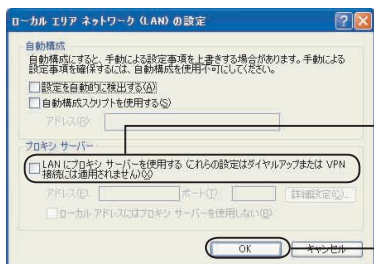 ローカル エリア ネットワーク (LAN) の設定
自動構成
自動構成にすると、手動による設定事項を上書きする場合があります。手動による
設定事項を確保するには、自動構成を使用不可にしてください。
設定を自動的に検出する(A)
自動構成スクリプトを使用する(S)
アドレス(R)
プロキシ サーバー
LAN にプロキシ サーバーを使用する (これらの設定はダイヤルアップまたは VPN
接続には適用されません)(X)
アドレス(E): ポート(T): 詳細設定(C)...
ローカル アドレスにはプロキシ サーバーを使用しない(B)
OK キャンセル